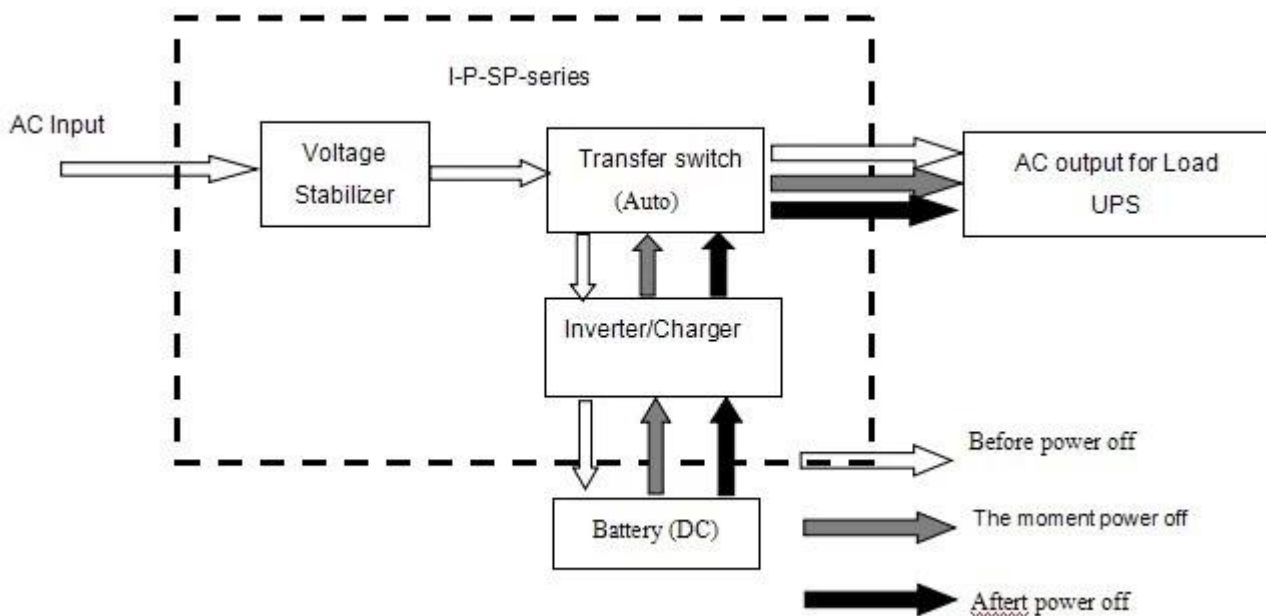 I-P-SP-series
AC Input
Voltage
Stabilizer
Transfer switch
(Auto)
AC output for Load
UPS
Inverter/Charger
Battery (DC)
Before power off
The moment power off
Aftert power off